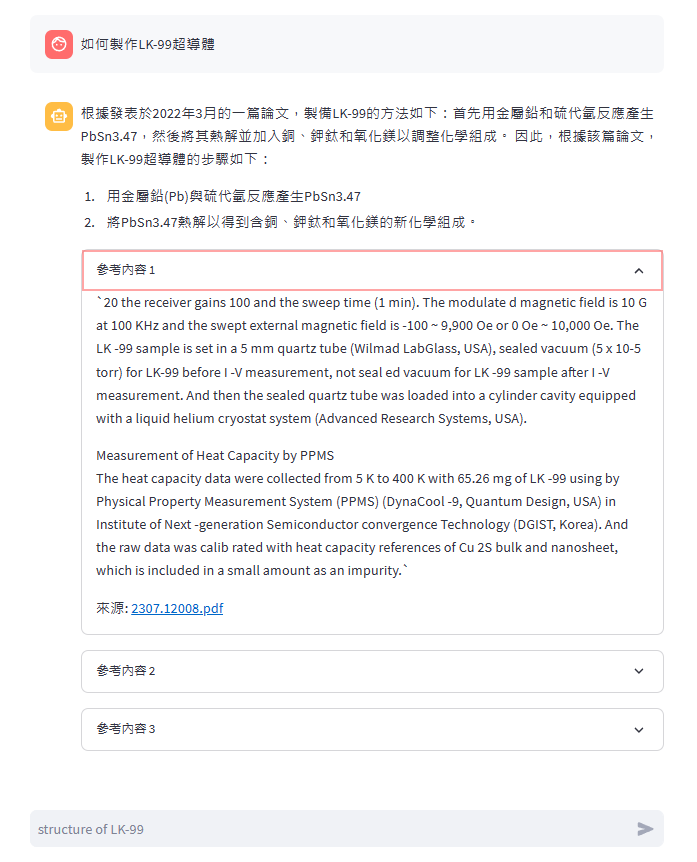 如何製作LK-99超導體
根據發表於2022年3月的一篇論文，製備LK-99的方法如下：首先用金屬鉛和硫代氫反應產生
PbSn3.47，然後將其熱解並加入銅、鉀鈦和氧化鎂以調整化學組成。 因此，根據該篇論文，
製作LK-99超導體的步驟如下：
1. 用金屬鉛(Pb)與硫代氫反應產生PbSn3.47
2. 將PbSn3.47熱解以得到含銅、鉀鈦和氧化鎂的新化學組成。
參考內容 1
`20 the receiver gains 100 and the sweep time (1 min). The modulate d magnetic field is 10 G
at 100 KHz and the swept external magnetic field is -100 ~ 9,900 Oe or 0 Oe ~ 10,000 Oe. The
LK -99 sample is set in a 5 mm quartz tube (Wilmad LabGlass, USA), sealed vacuum (5 x 10-5
torr) for LK-99 before I -V measurement, not seal ed vacuum for LK -99 sample after I -V
measurement. And then the sealed quartz tube was loaded into a cylinder cavity equipped
with a liquid helium cryostat system (Advanced Research Systems, USA).
Measurement of Heat Capacity by PPMS
The heat capacity data were collected from 5 K to 400 K with 65.26 mg of LK -99 using by
Physical Property Measurement System (PPMS) (DynaCool -9, Quantum Design, USA) in
Institute of Next -generation Semiconductor convergence Technology (DGIST, Korea). And
the raw data was calib rated with heat capacity references of Cu 2S bulk and nanosheet,
which is included in a small amount as an impurity.`
來源: 2307.12008.pdf
參考內容 2
參考內容 3
structure of LK-99